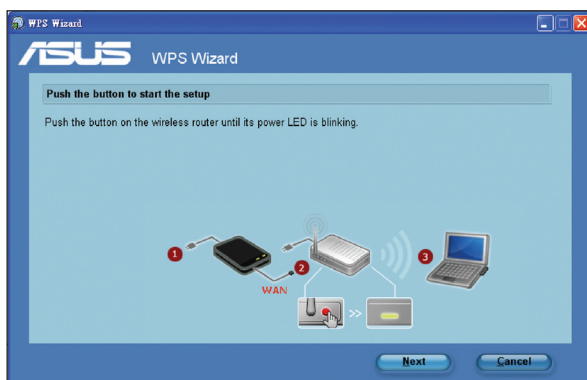 WPS Wizard
ASUS WPS Wizard
Push the button to start the setup
Push the button on the wireless router until its power LED is blinking.
1
2
3
WAN
>>
Next
Cancel